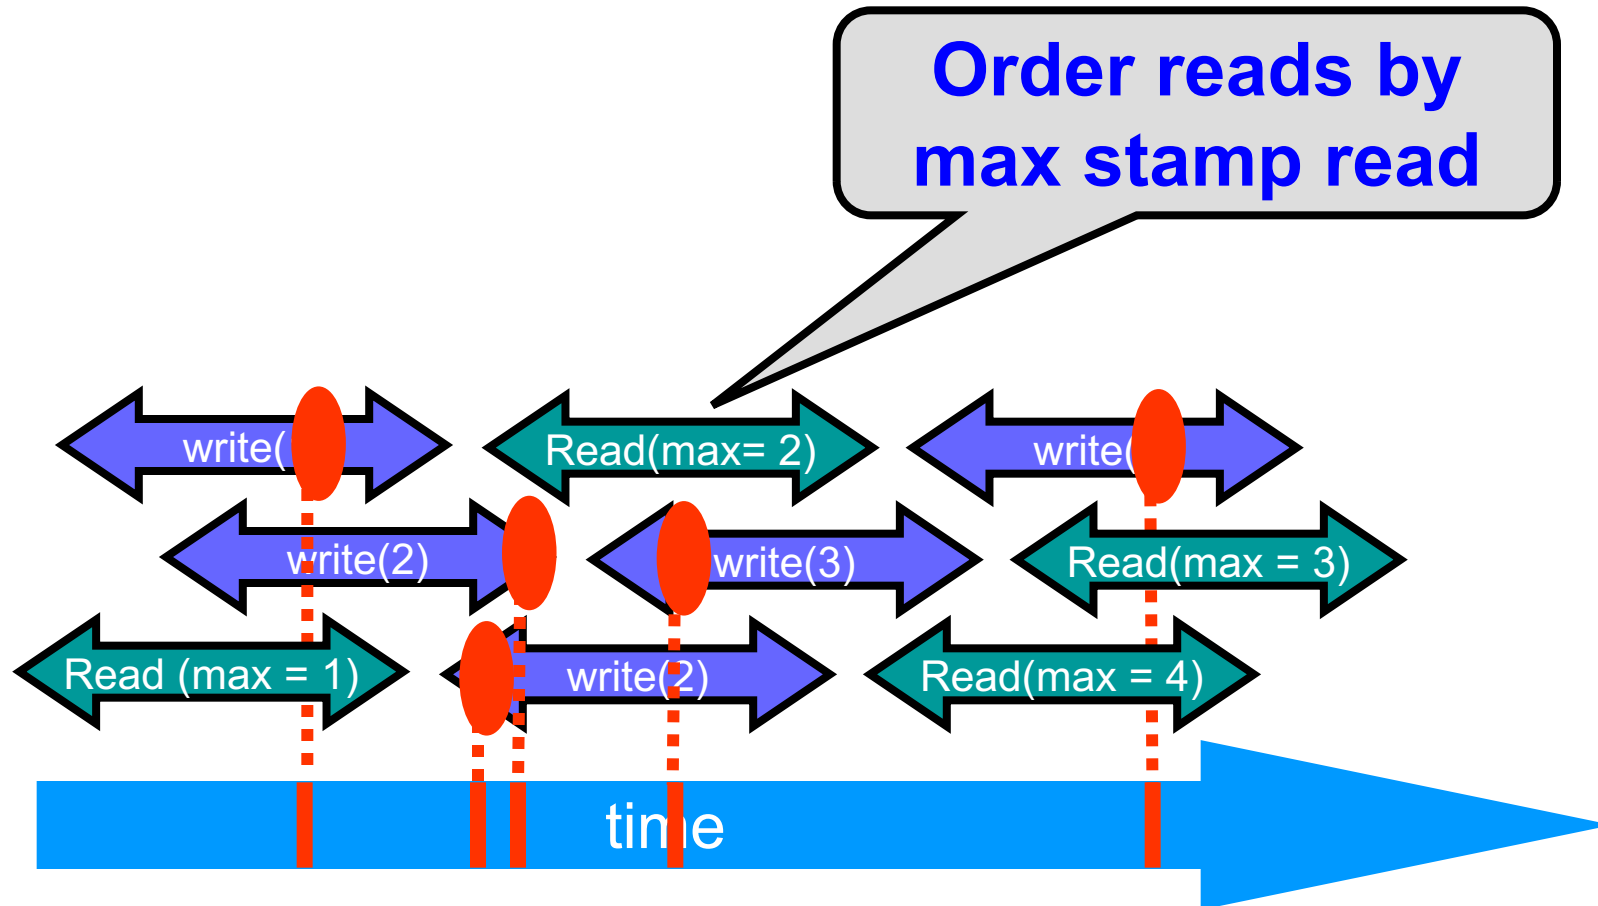 Order reads by
max stamp read
write(
Read(max= 2)
write(
write(2)
write(3)
Read(max = 3)
Read (max = 1)
write(2)
Read(max = 4)
time